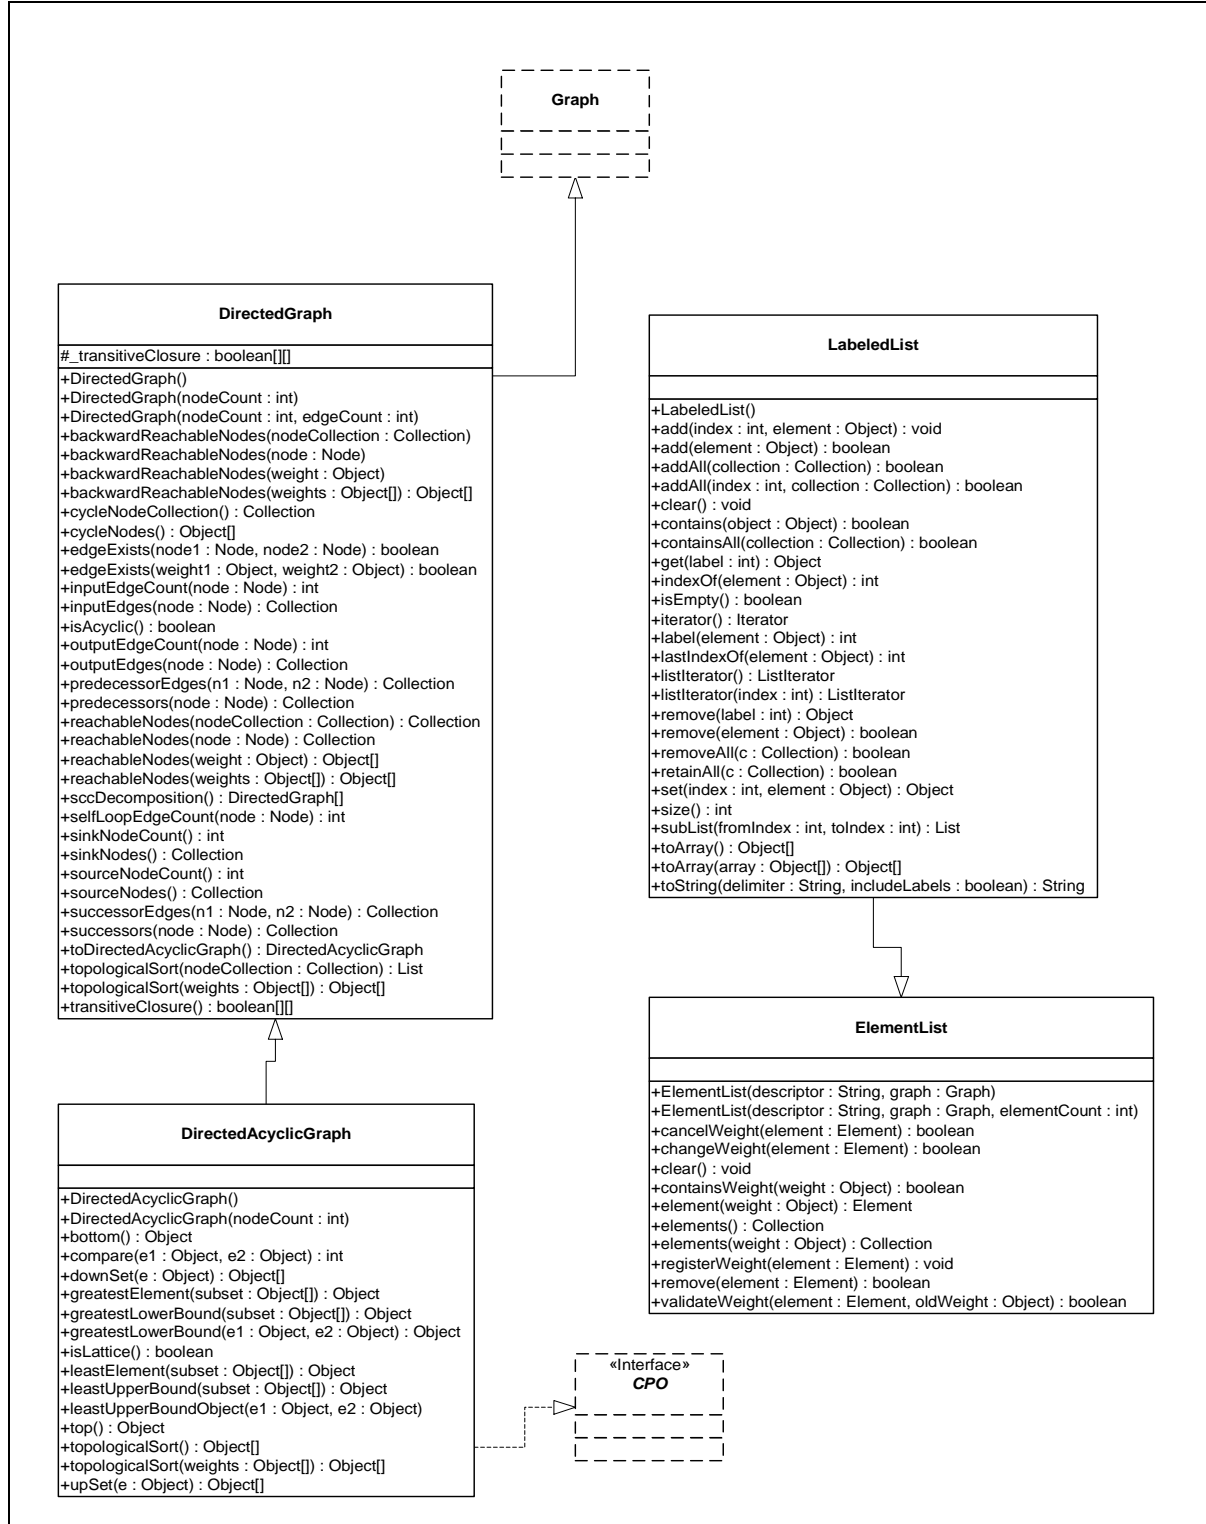 Graph
DirectedGraph
#_transitiveClosure : boolean[][]
+DirectedGraph()
+DirectedGraph(nodeCount : int)
+DirectedGraph(nodeCount : int, edgeCount : int)
+backwardReachableNodes(nodeCollection : Collection)
+backwardReachableNodes(node : Node)
+backwardReachableNodes(weight : Object)
+backwardReachableNodes(weights : Object[]) : Object[]
+cycleNodeCollection() : Collection
+cycleNodes() : Object[]
+edgeExists(node1 : Node, node2 : Node) : boolean
+edgeExists(weight1 : Object, weight2 : Object) : boolean
+inputEdgeCount(node : Node) : int
+inputEdges(node : Node) : Collection
+isAcyclic() : boolean
+outputEdgeCount(node : Node) : int
+outputEdges(node : Node) : Collection
+predecessorEdges(n1 : Node, n2 : Node) : Collection
+predecessors(node : Node) : Collection
+reachableNodes(nodeCollection : Collection) : Collection
+reachableNodes(node : Node) : Collection
+reachableNodes(weight : Object) : Object[]
+reachableNodes(weights : Object[]) : Object[]
+sccDecomposition() : DirectedGraph[]
+selfLoopEdgeCount(node : Node) : int
+sinkNodeCount() : int
+sinkNodes() : Collection
+sourceNodeCount() : int
+sourceNodes() : Collection
+successorEdges(n1 : Node, n2 : Node) : Collection
+successors(node : Node) : Collection
+toDirectedAcyclicGraph() : DirectedAcyclicGraph
+topologicalSort(nodeCollection : Collection) : List
+topologicalSort(weights : Object[]) : Object[]
+transitiveClosure() : boolean[][]
LabeledList
+LabeledList()
+add(index : int, element : Object) : void
+add(element : Object) : boolean
+addAll(collection : Collection) : boolean
+addAll(index : int, collection : Collection) : boolean
+clear() : void
+contains(object : Object) : boolean
+containsAll(collection : Collection) : boolean
+get(label : int) : Object
+indexOf(element : Object) : int
+isEmpty() : boolean
+iterator() : Iterator
+label(element : Object) : int
+lastIndexOf(element : Object) : int
+listIterator() : ListIterator
+listIterator(index : int) : ListIterator
+remove(label : int) : Object
+remove(element : Object) : boolean
+removeAll(c : Collection) : boolean
+retainAll(c : Collection) : boolean
+set(index : int, element : Object) : Object
+size() : int
+subList(fromIndex : int, toIndex : int) : List
+toArray() : Object[]
+toArray(array : Object[]) : Object[]
+toString(delimiter : String, includeLabels : boolean) : String
DirectedAcyclicGraph
+DirectedAcyclicGraph()
+DirectedAcyclicGraph(nodeCount : int)
+bottom() : Object
+compare(e1 : Object, e2 : Object) : int
+downSet(e : Object) : Object[]
+greatestElement(subset : Object[]) : Object
+greatestLowerBound(subset : Object[]) : Object
+greatestLowerBound(e1 : Object, e2 : Object) : Object
+isLattice() : boolean
+leastElement(subset : Object[]) : Object
+leastUpperBound(subset : Object[]) : Object
+leastUpperBoundObject(e1 : Object, e2 : Object)
+top() : Object
+topologicalSort() : Object[]
+topologicalSort(weights : Object[]) : Object[]
+upSet(e : Object) : Object[]
ElementList
+ElementList(descriptor : String, graph : Graph)
+ElementList(descriptor : String, graph : Graph, elementCount : int)
+cancelWeight(element : Element) : boolean
+changeWeight(element : Element) : boolean
+clear() : void
+containsWeight(weight : Object) : boolean
+element(weight : Object) : Element
+elements() : Collection
+elements(weight : Object) : Collection
+registerWeight(element : Element) : void
+remove(element : Element) : boolean
+validateWeight(element : Element, oldWeight : Object) : boolean
«Interface»
CPO